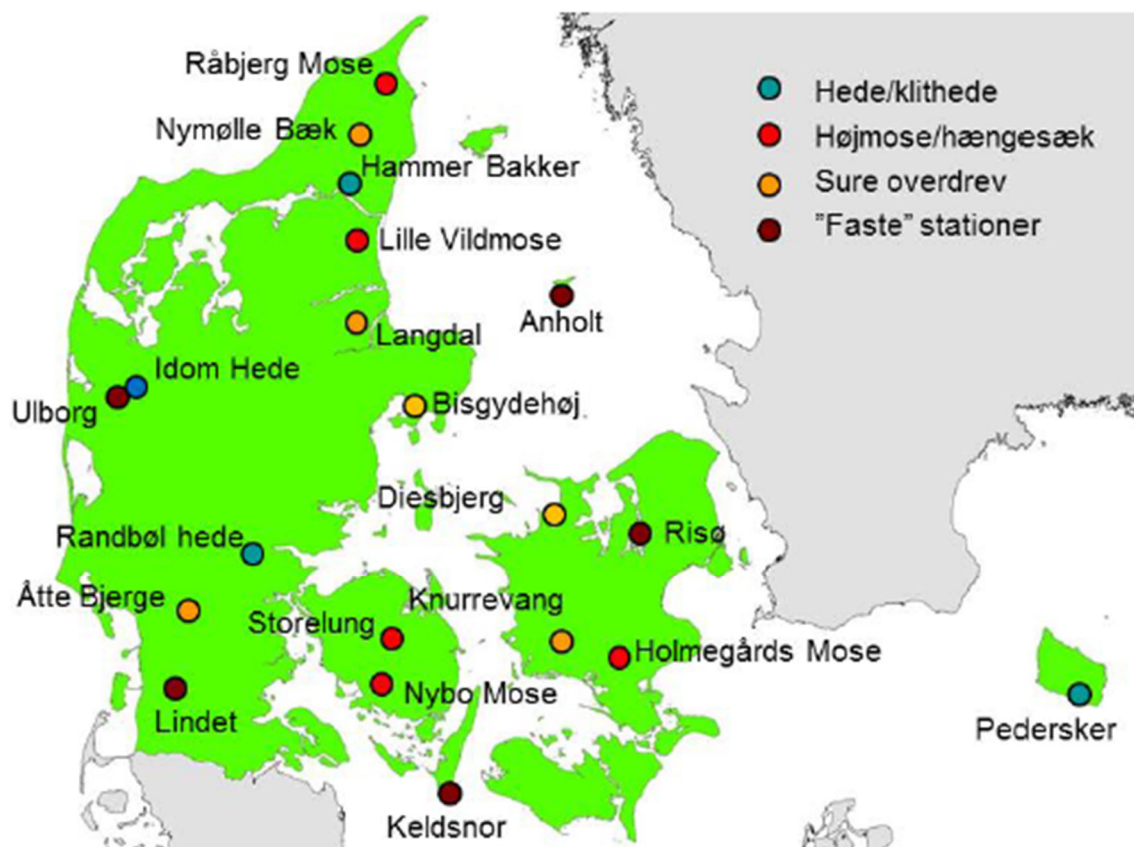 Råbjerg Mose
Nymølle Bæk
Hammer Bakker
Lille Vildmose
Anholt
Langdal
Idom Hede
Ulborg
Bisgydehøj
Diesbjerg
Risø
Randbøl hede
Åtte Bjerge
Knurrevang
Storelung
Holmegårds Mose
Nybo Mose
Lindet
Pedersker
Keldsnor
Hede/klithede
Højmose/hængesæk
Sure overdrev
”Faste” stationer